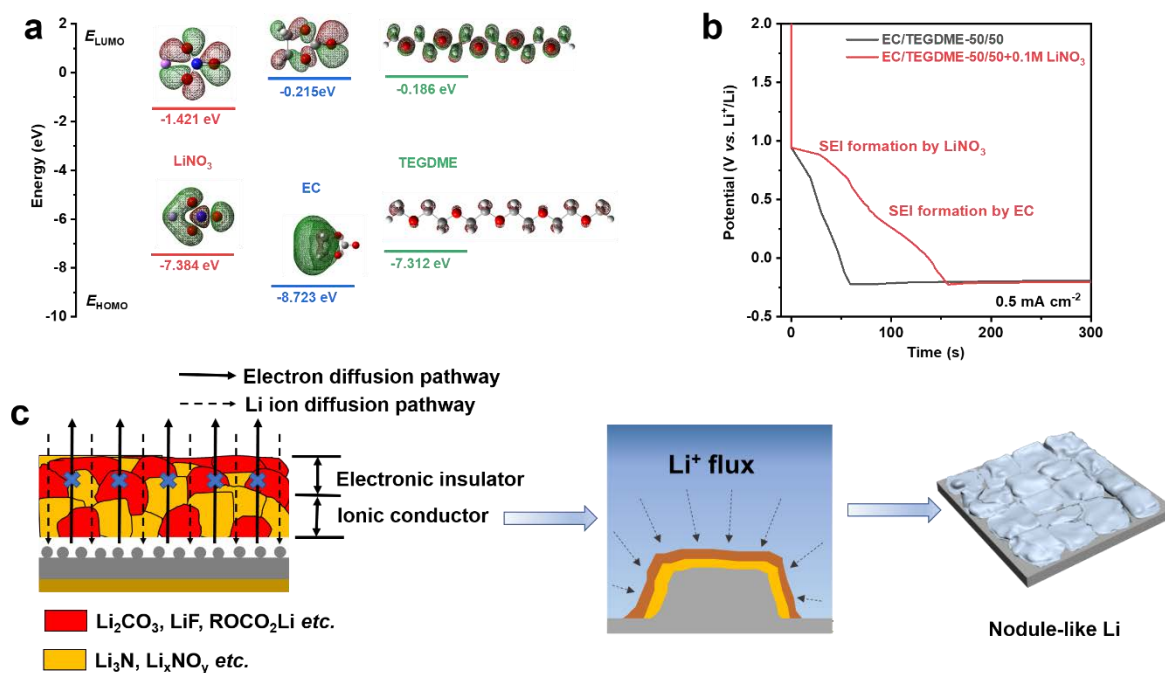 a
E_LUMO
2
0
-2
-4
-6
-8
-10
Energy (eV)
E_HOMO
-1.421 eV
-0.215eV
-0.186 eV
LiNO₃
EC
TEGDME
-7.384 eV
-8.723 eV
-7.312 eV
b
2.0
1.5
1.0
0.5
0.0
-0.5
Potential (V vs. Li⁺/Li)
EC/TEGDME-50/50
EC/TEGDME-50/50+0.1M LiNO₃
SEI formation by LiNO₃
SEI formation by EC
0.5 mA cm⁻²
0 100 200 300
Time (s)
c
Electron diffusion pathway
Li ion diffusion pathway
Electronic insulator
Ionic conductor
Li₂CO₃, LiF, ROCO₂Li etc.
Li₃N, LiₓNOᵧ etc.
Li⁺ flux
Nodule-like Li